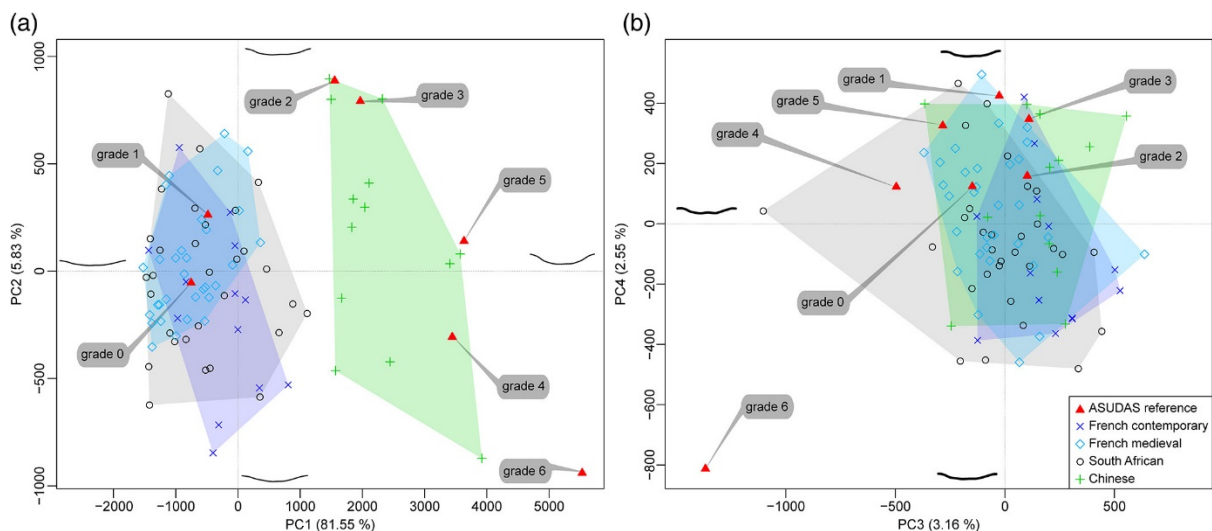 (a)
1000
500
0
−500
−1000
PC2 (5.83 %)
grade 2
grade 3
grade 1
grade 5
grade 0
grade 4
grade 6
−2000
−1000
0
1000
2000
3000
4000
5000
PC1 (81.55 %)
(b)
400
200
0
−200
−400
−600
−800
PC4 (2.55 %)
grade 1
grade 3
grade 5
grade 4
grade 2
grade 0
grade 6
ASUDAS reference
French contemporary
French medieval
South African
Chinese
−1000
−500
0
500
PC3 (3.16 %)